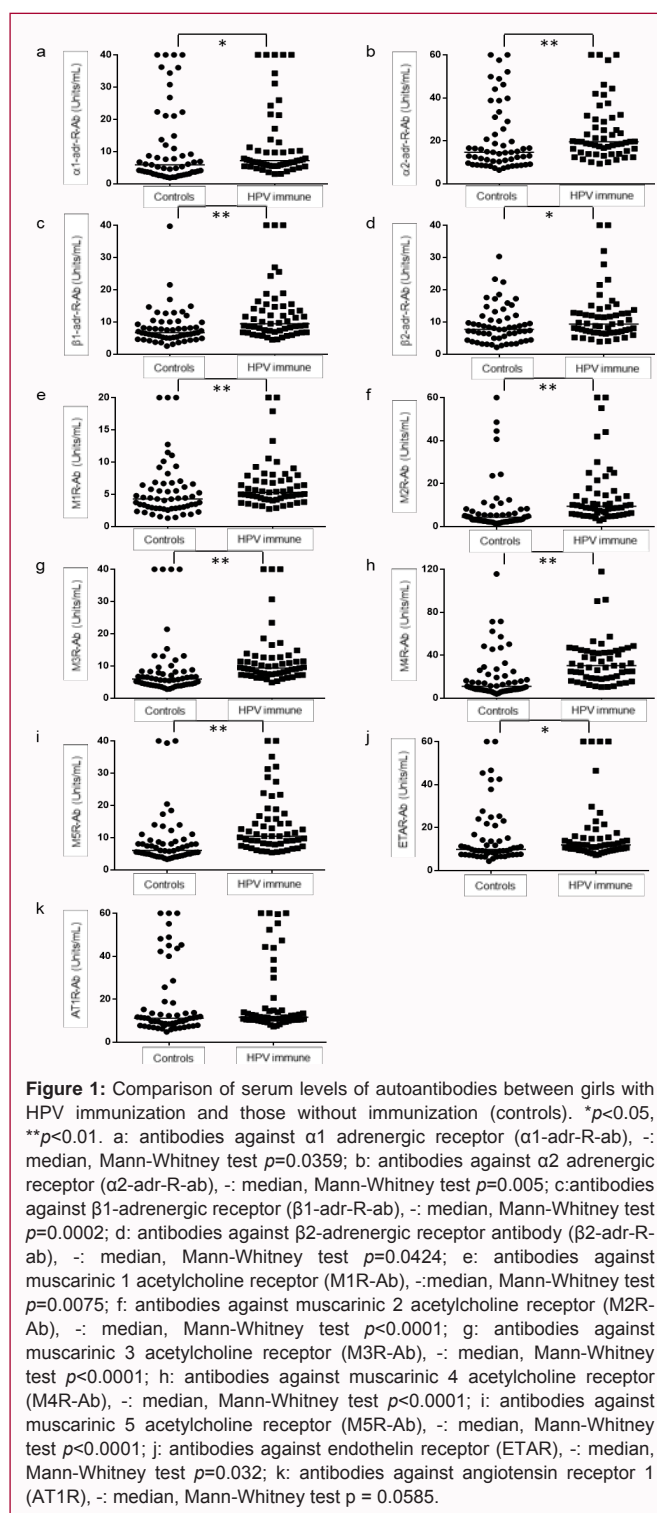 a
α1-adr-R-Ab (Units/mL)
40
30
20
10
0
*
Controls
HPV immune
b
α2-adr-R-Ab (Units/mL)
60
40
20
0
**
Controls
HPV immune
c
β1-adr-R-Ab (Units/mL)
40
30
20
10
0
**
Controls
HPV immune
d
β2-adr-R-Ab (Units/mL)
40
30
20
10
0
*
Controls
HPV immune
e
M1R-Ab (Units/mL)
20
15
10
5
0
**
Controls
HPV immune
f
M2R-Ab (Units/mL)
60
40
20
0
**
Controls
HPV immune
g
M3R-Ab (Units/mL)
40
30
20
10
0
**
Controls
HPV immune
h
M4R-Ab (Units/mL)
120
80
40
0
**
Controls
HPV immune
i
M5R-Ab (Units/mL)
40
30
20
10
0
**
Controls
HPV immune
j
ETAR-Ab (Units/mL)
60
40
20
0
*
Controls
HPV immune
k
AT1R-Ab (Units/mL)
60
40
20
0
Controls
HPV immune
Figure 1: Comparison of serum levels of autoantibodies between girls with
HPV immunization and those without immunization (controls). *p<0.05,
**p<0.01. a: antibodies against α1 adrenergic receptor (α1-adr-R-ab), -:
median, Mann-Whitney test p=0.0359; b: antibodies against α2 adrenergic
receptor (α2-adr-R-ab), -: median, Mann-Whitney test p=0.005; c:antibodies
against β1-adrenergic receptor (β1-adr-R-ab), -: median, Mann-Whitney test
p=0.0002; d: antibodies against β2-adrenergic receptor antibody (β2-adr-R-
ab), -: median, Mann-Whitney test p=0.0424; e: antibodies against
muscarinic 1 acetylcholine receptor (M1R-Ab), -:median, Mann-Whitney test
p=0.0075; f: antibodies against muscarinic 2 acetylcholine receptor (M2R-
Ab), -: median, Mann-Whitney test p<0.0001; g: antibodies against
muscarinic 3 acetylcholine receptor (M3R-Ab), -: median, Mann-Whitney
test p<0.0001; h: antibodies against muscarinic 4 acetylcholine receptor
(M4R-Ab), -: median, Mann-Whitney test p<0.0001; i: antibodies against
muscarinic 5 acetylcholine receptor (M5R-Ab), -: median, Mann-Whitney
test p<0.0001; j: antibodies against endothelin receptor (ETAR), -: median,
Mann-Whitney test p=0.032; k: antibodies against angiotensin receptor 1
(AT1R), -: median, Mann-Whitney test p = 0.0585.